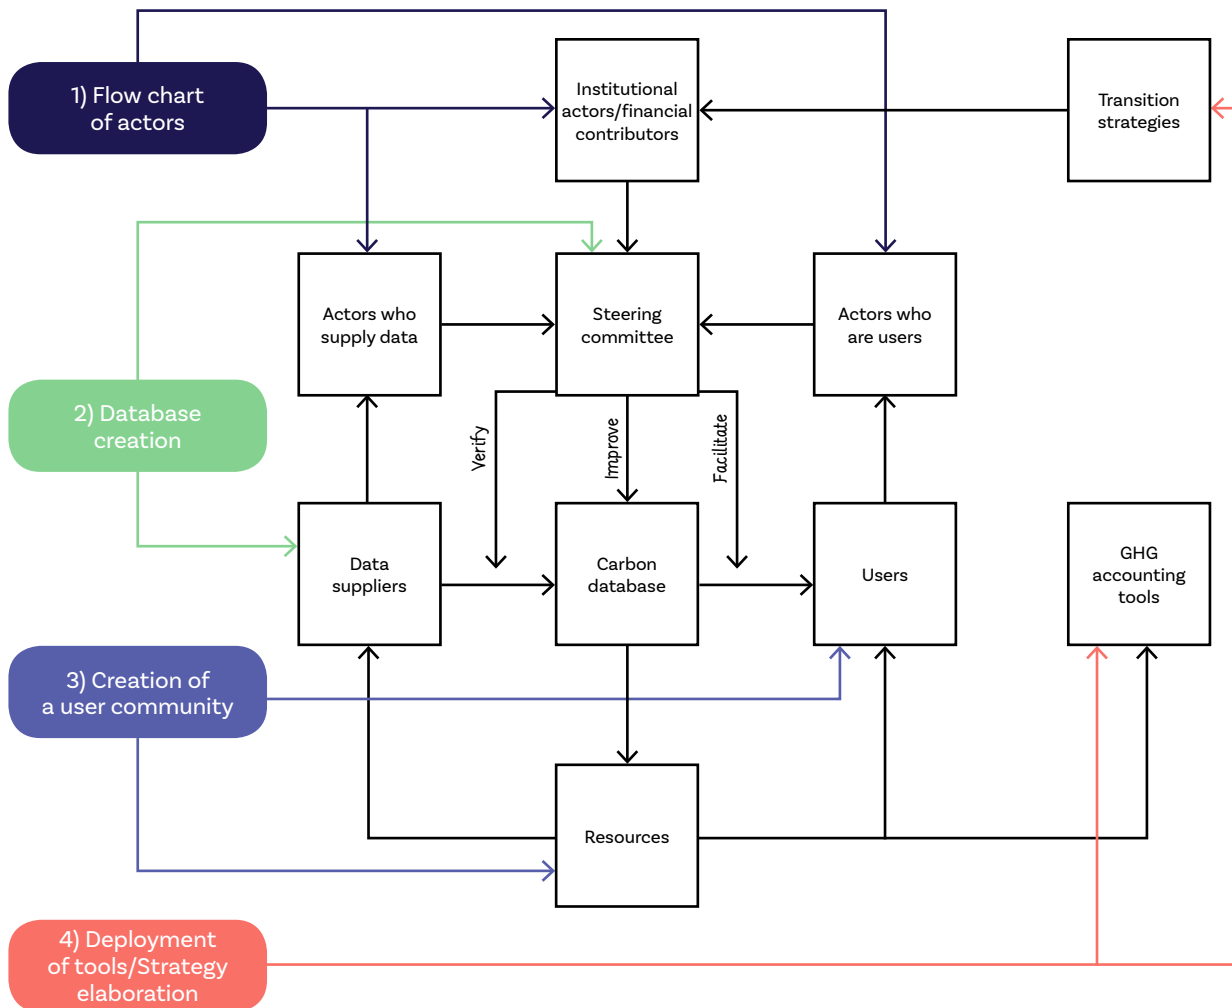 1) Flow chart
of actors
Institutional
actors/financial
contributors
Transition
strategies
Actors who
supply data
Steering
committee
Actors who
are users
2) Database
creation
Verify
Improve
Facilitate
Data
suppliers
Carbon
database
Users
GHG
accounting
tools
3) Creation of
a user community
Resources
4) Deployment
of tools/Strategy
elaboration